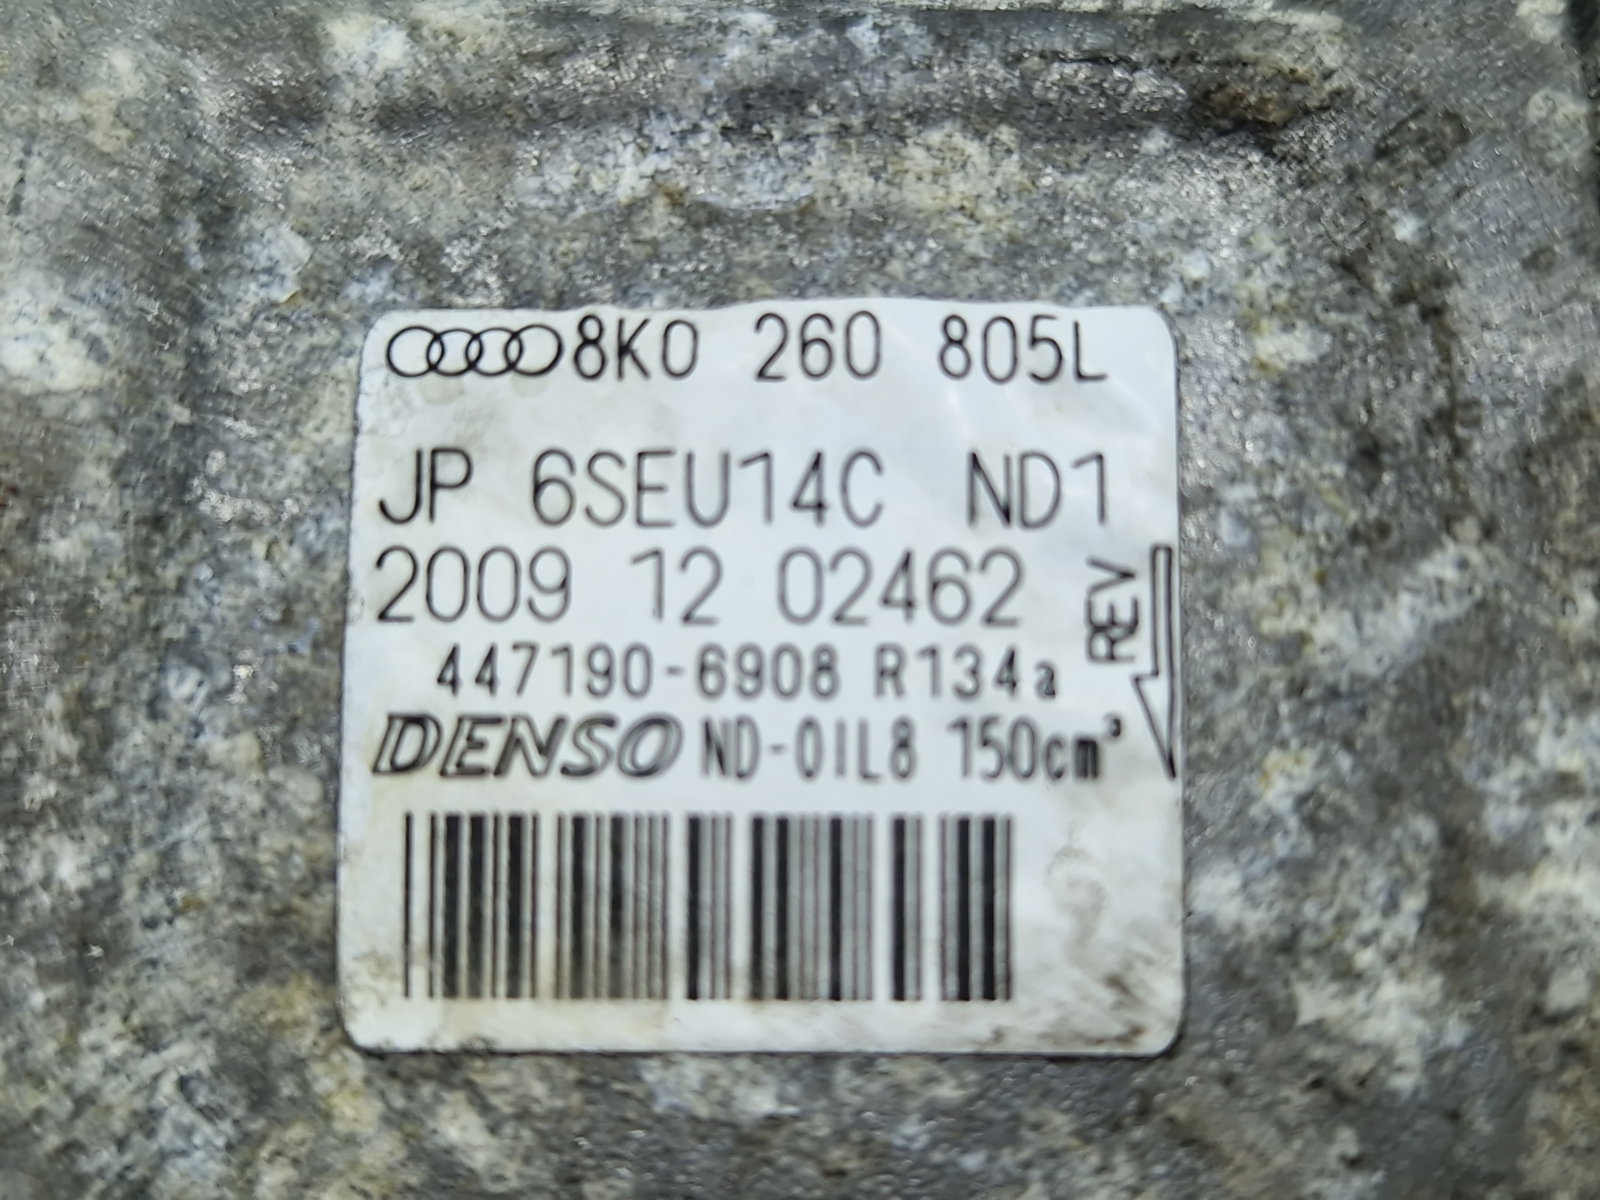 8K0 260 805L
JP 6SEU14C ND1
2009 12 02462
REV
447190-6908 R134a
DENSO ND-OIL8 150cm³